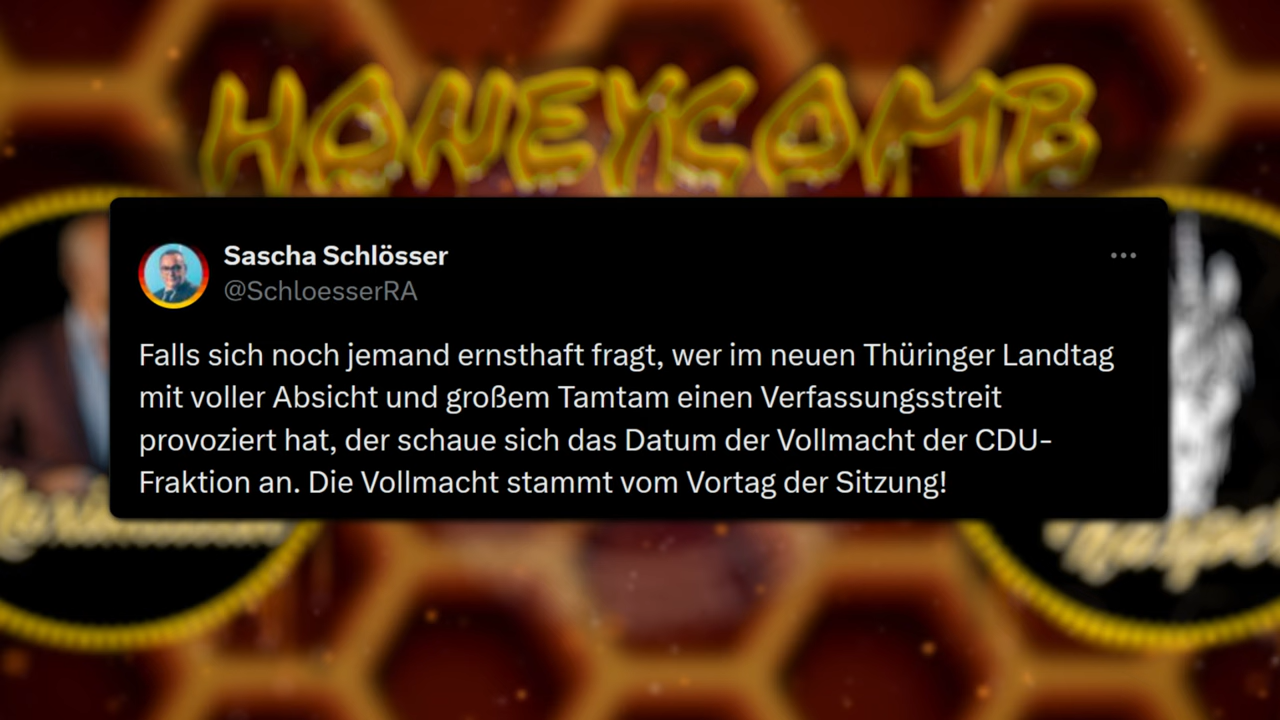 HONEYCOMB
Sascha Schlösser
@SchloesserRA
Falls sich noch jemand ernsthaft fragt, wer im neuen Thüringer Landtag
mit voller Absicht und großem Tamtam einen Verfassungsstreit
provoziert hat, der schaue sich das Datum der Vollmacht der CDU-
Fraktion an. Die Vollmacht stammt vom Vortag der Sitzung!